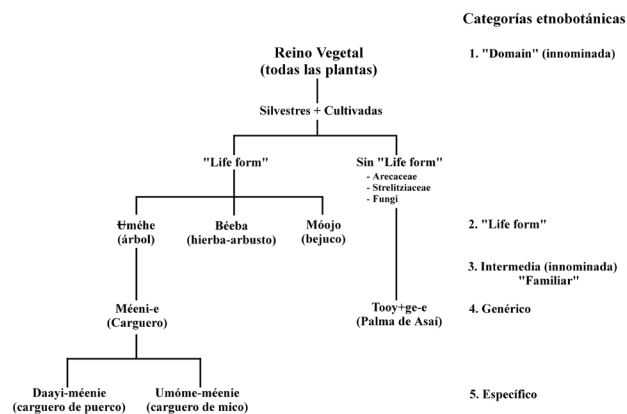 Categorías etnobotánicas
Reino Vegetal
(todas las plantas)
1. "Domain" (innominada)
Silvestres + Cultivadas
"Life form"
Sin "Life form"
- Arecaceae
- Strelitziaceae
- Fungi
Ʉméhe
(árbol)
Béeba
(hierba-arbusto)
Móojo
(bejuco)
2. "Life form"
3. Intermedia (innominada)
"Familiar"
Méeni-e
(Carguero)
Tooy+ge-e
(Palma de Asaí)
4. Genérico
Daayi-méenie
(carguero de puerco)
Umóme-méenie
(carguero de mico)
5. Específico